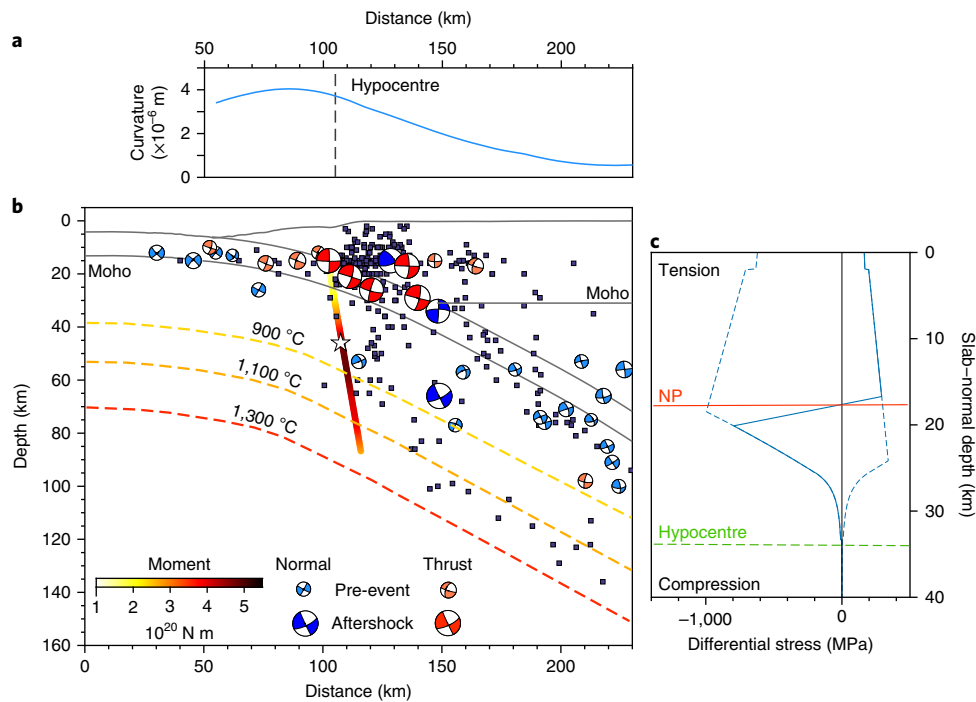 Distance (km)
a
50 100 150 200
4
2
0
Curvature
(×10⁻⁶ m)
Hypocentre
b
0
20
40
60
80
100
120
140
160
Depth (km)
Moho
Moho
900 °C
1,100 °C
1,300 °C
Moment
1 2 3 4 5
10²⁰ N m
Normal Thrust
Pre-event
Aftershock
0 50 100 150 200
Distance (km)
c
Tension
NP
Hypocentre
Compression
0
10
20
30
40
Slab-normal depth (km)
−1,000 0
Differential stress (MPa)